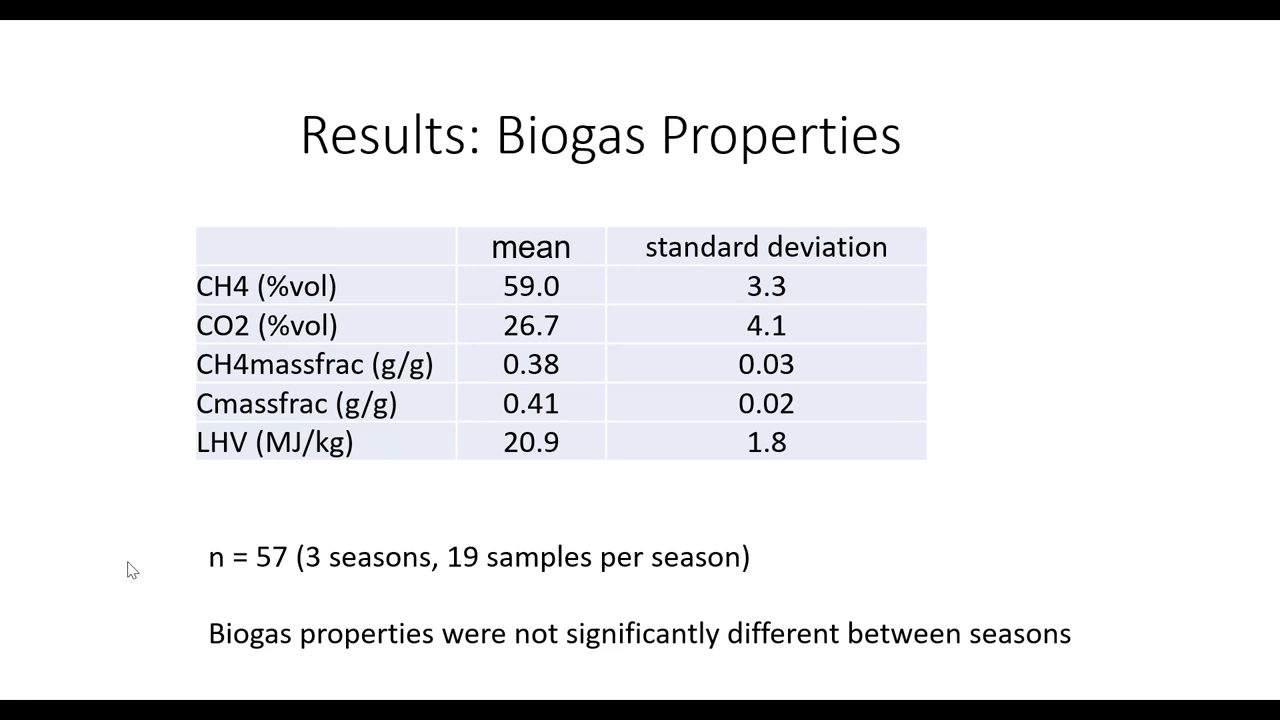 Results: Biogas Properties
mean standard deviation
CH4 (%vol) 59.0 3.3
CO2 (%vol) 26.7 4.1
CH4massfrac (g/g) 0.38 0.03
Cmassfrac (g/g) 0.41 0.02
LHV (MJ/kg) 20.9 1.8
n = 57 (3 seasons, 19 samples per season)
Biogas properties were not significantly different between seasons